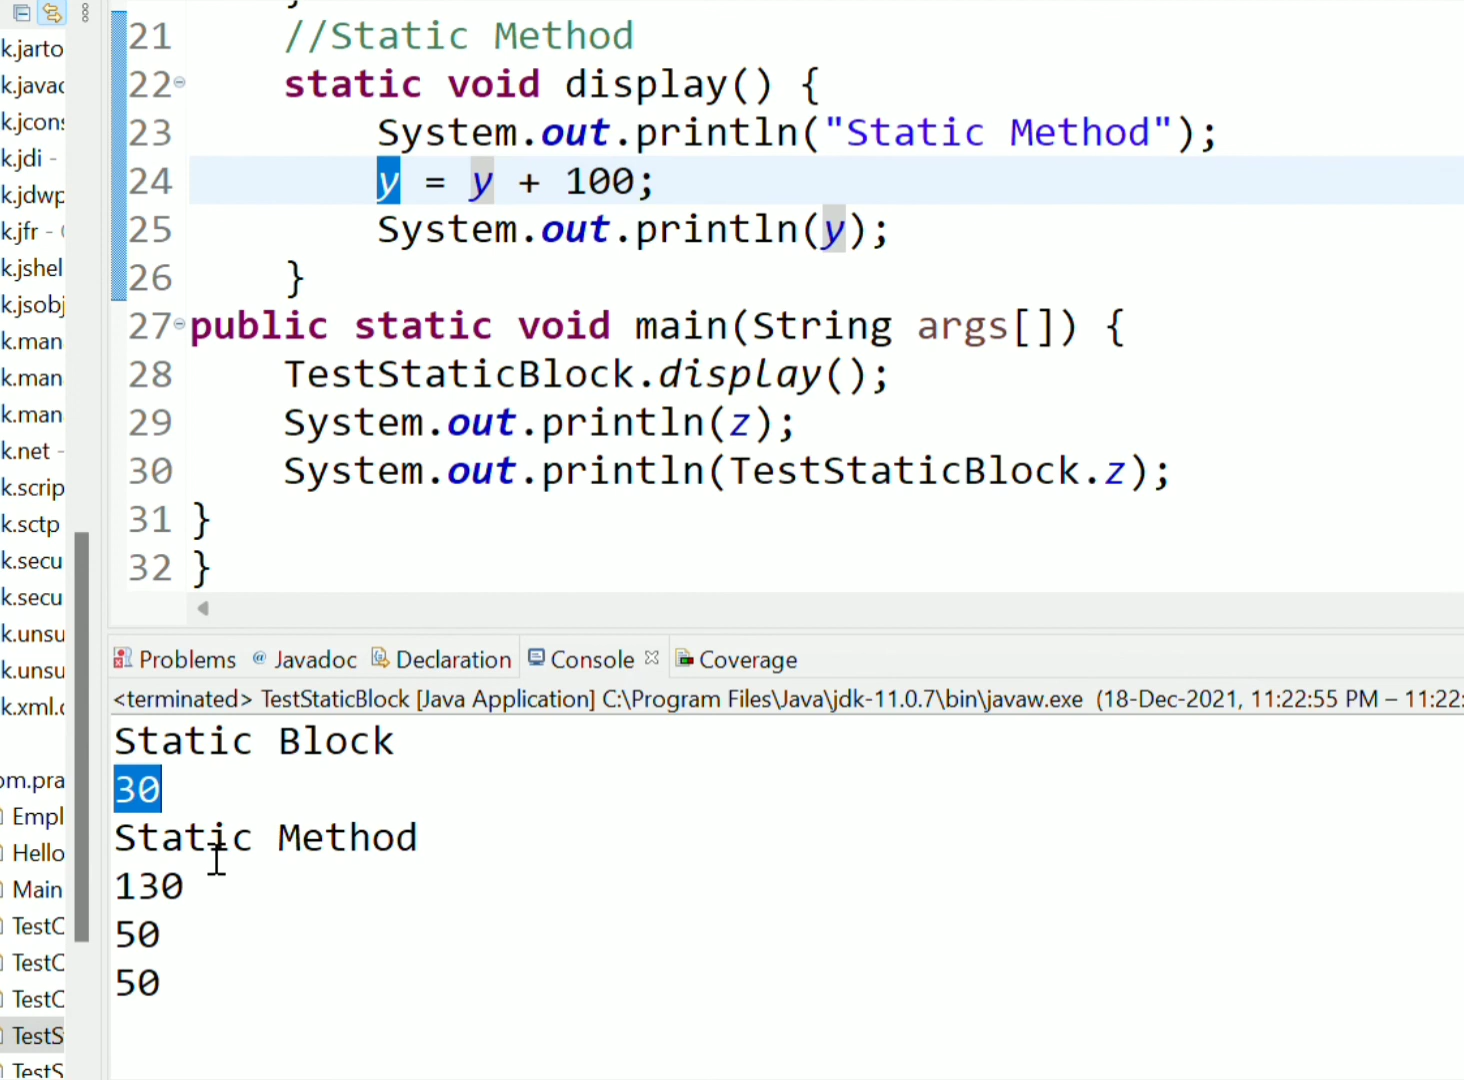 k.jarto
k.javac
k.jcons
k.jdi -
k.jdwp
k.jfr -
k.jshel
k.jsobj
k.man
k.man
k.man
k.net -
k.scrip
k.sctp
k.secu
k.secu
k.unsu
k.unsu
k.xml.c
om.pra
Empl
Hello
Main
TestC
TestC
TestC
TestS
TestS
21 //Static Method
22 static void display() {
23 System.out.println("Static Method");
24 y = y + 100;
25 System.out.println(y);
26 }
27 public static void main(String args[]) {
28 TestStaticBlock.display();
29 System.out.println(z);
30 System.out.println(TestStaticBlock.z);
31 }
32 }
Problems @ Javadoc Declaration Console Coverage
<terminated> TestStaticBlock [Java Application] C:\Program Files\Java\jdk-11.0.7\bin\javaw.exe (18-Dec-2021, 11:22:55 PM – 11:22:
Static Block
30
Static Method
130
50
50